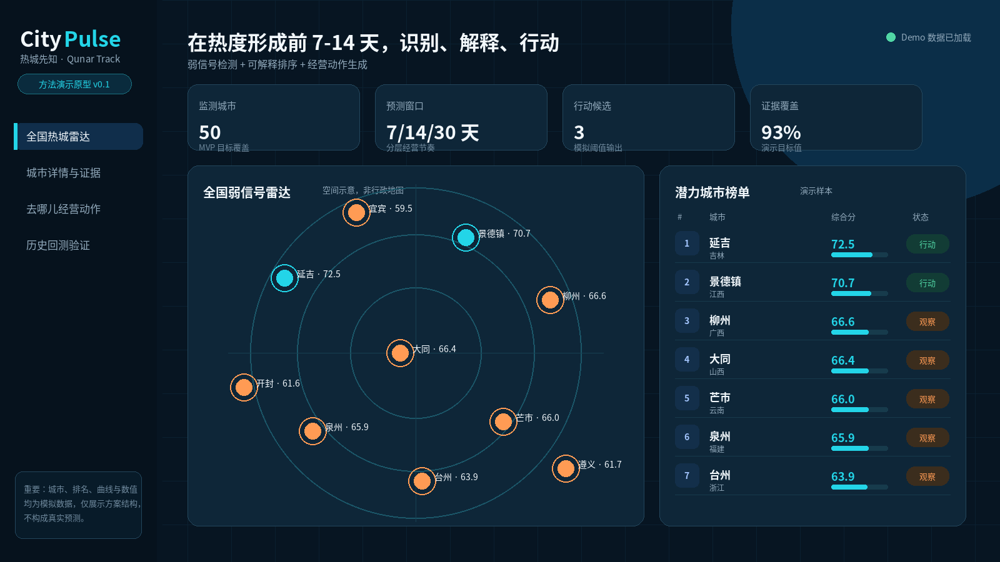 CityPulse
热城先知 · Qunar Track
方法演示原型 v0.1
全国热城雷达
城市详情与证据
去哪儿经营动作
历史回测验证
重要：城市、排名、曲线与数值
均为模拟数据，仅展示方案结构，
不构成真实预测。
在热度形成前 7-14 天，识别、解释、行动
弱信号检测 + 可解释排序 + 经营动作生成
Demo 数据已加载
监测城市
50
MVP 目标覆盖
预测窗口
7/14/30 天
分层经营节奏
行动候选
3
模拟阈值输出
证据覆盖
93%
演示目标值
全国弱信号雷达
空间示意，非行政地图
宜宾 · 59.5
景德镇 · 70.7
延吉 · 72.5
柳州 · 66.6
大同 · 66.4
开封 · 61.6
芒市 · 66.0
泉州 · 65.9
遵义 · 61.7
台州 · 63.9
潜力城市榜单
演示样本
# 城市 综合分 状态
1 延吉 72.5 行动
吉林
2 景德镇 70.7 行动
江西
3 柳州 66.6 观察
广西
4 大同 66.4 观察
山西
5 芒市 66.0 观察
云南
6 泉州 65.9 观察
福建
7 台州 63.9 观察
浙江